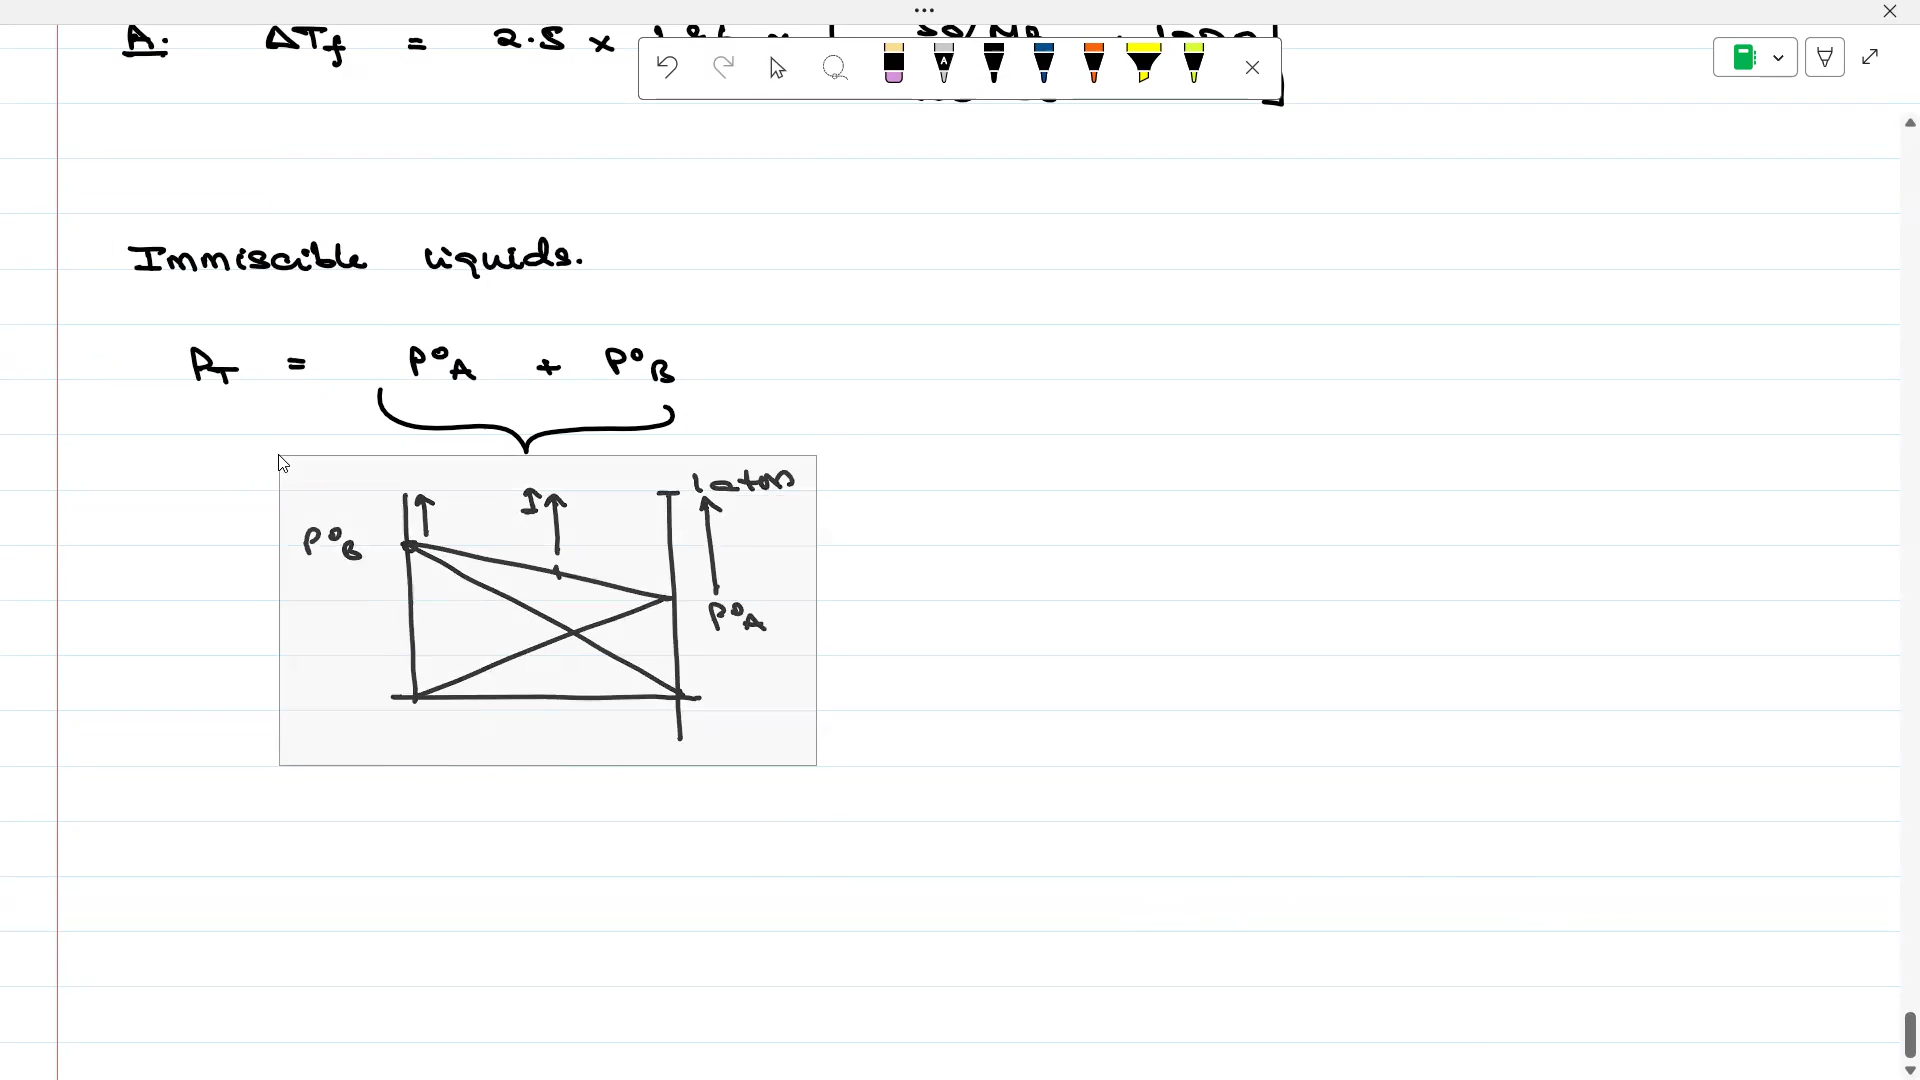 A: ΔTf = 2.5 ×
Immiscible liquids.
PT = P°A + P°B
1 atm
I
P°B
P°A